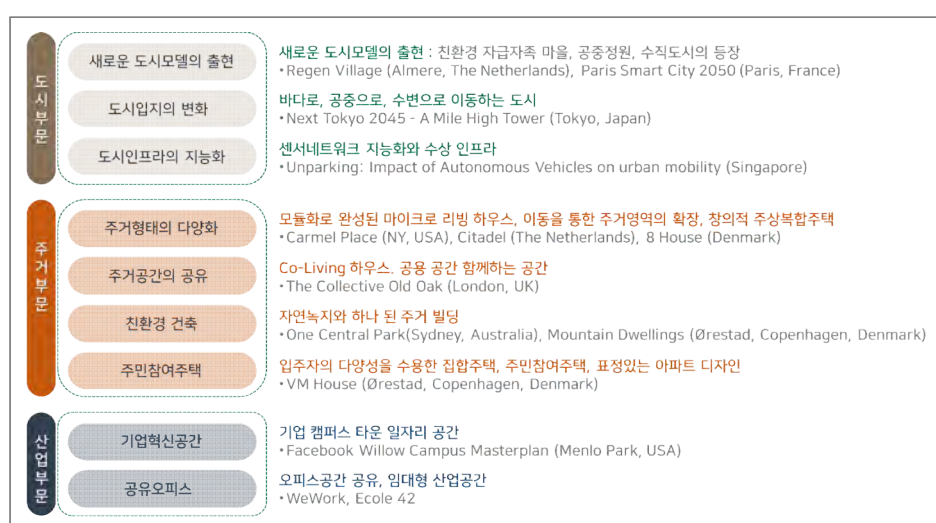 도시부문
새로운 도시모델의 출현
새로운 도시모델의 출현 : 친환경 자급자족 마을, 공중정원, 수직도시의 등장
•Regen Village (Almere, The Netherlands), Paris Smart City 2050 (Paris, France)
도시입지의 변화
바다로, 공중으로, 수변으로 이동하는 도시
•Next Tokyo 2045 - A Mile High Tower (Tokyo, Japan)
도시인프라의 지능화
센서네트워크 지능화와 수상 인프라
•Unparking: Impact of Autonomous Vehicles on urban mobility (Singapore)
주거부문
주거형태의 다양화
모듈화로 완성된 마이크로 리빙 하우스, 이동을 통한 주거영역의 확장, 창의적 주상복합주택
•Carmel Place (NY, USA), Citadel (The Netherlands), 8 House (Denmark)
주거공간의 공유
Co-Living 하우스. 공용 공간 함께하는 공간
•The Collective Old Oak (London, UK)
친환경 건축
자연녹지와 하나 된 주거 빌딩
•One Central Park(Sydney, Australia), Mountain Dwellings (Ørestad, Copenhagen, Denmark)
주민참여주택
입주자의 다양성을 수용한 집합주택, 주민참여주택, 표정있는 아파트 디자인
•VM House (Ørestad, Copenhagen, Denmark)
산업부문
기업혁신공간
기업 캠퍼스 타운 일자리 공간
•Facebook Willow Campus Masterplan (Menlo Park, USA)
공유오피스
오피스공간 공유, 임대형 산업공간
•WeWork, Ecole 42